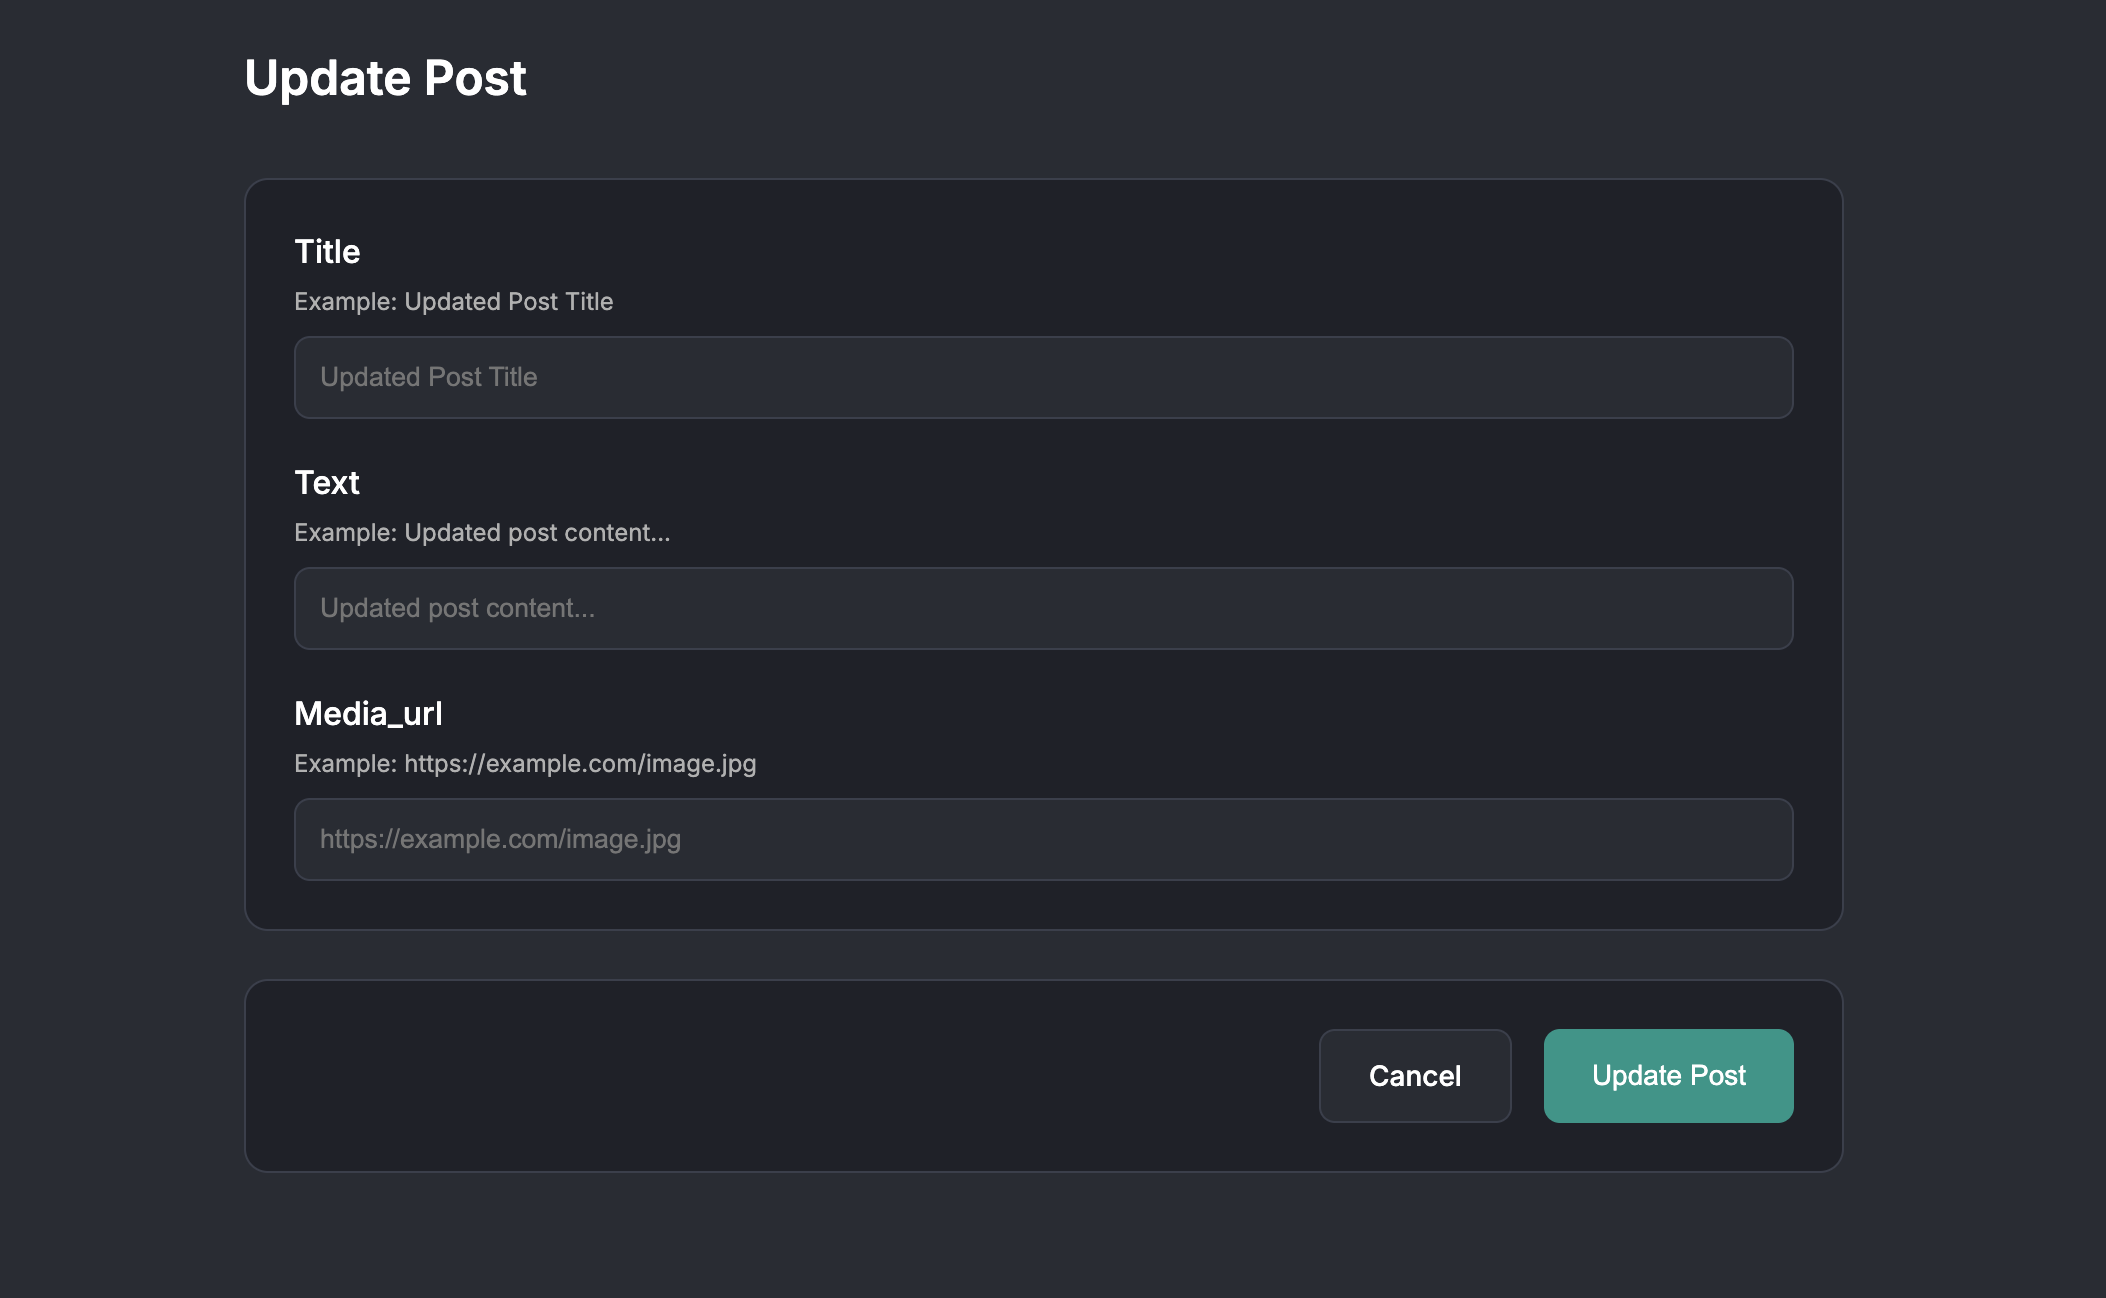 Update Post
Title
Example: Updated Post Title
Updated Post Title
Text
Example: Updated post content...
Updated post content...
Media_url
Example: https://example.com/image.jpg
https://example.com/image.jpg
Cancel
Update Post